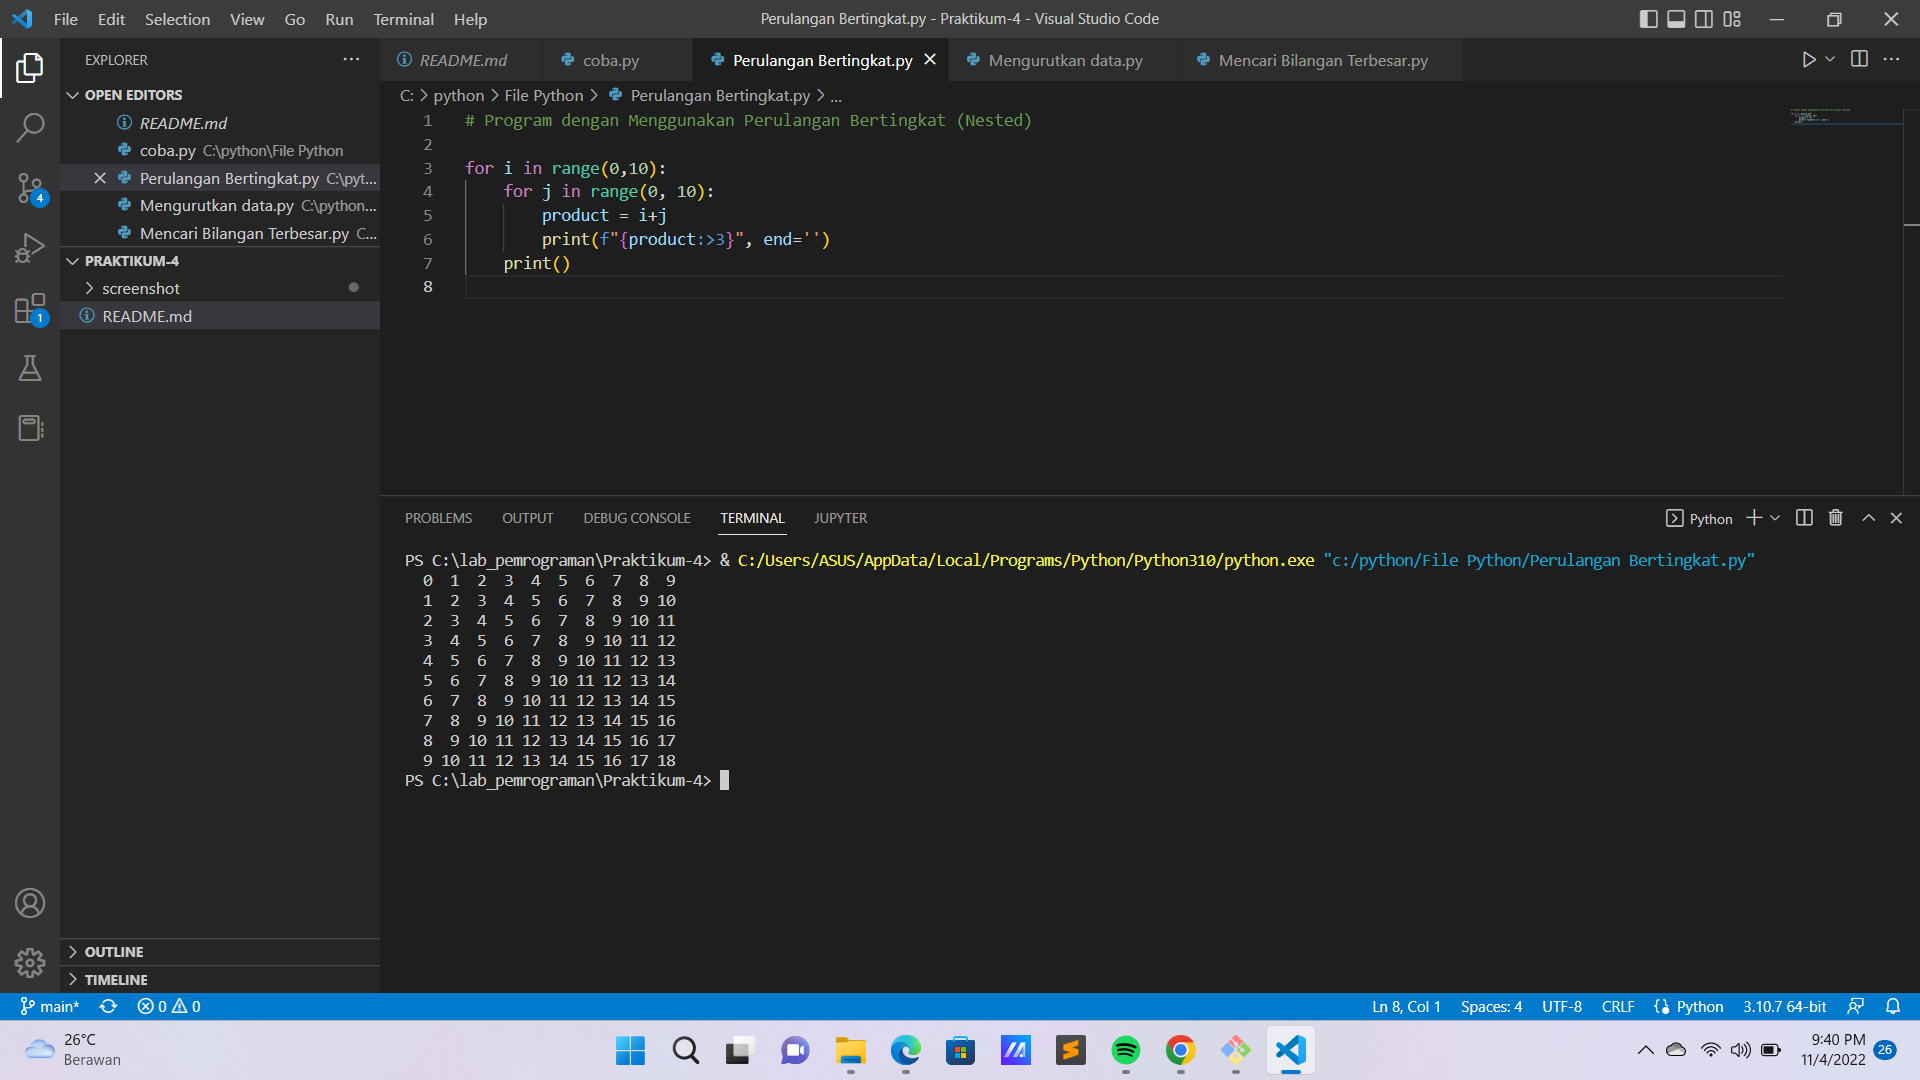 File Edit Selection View Go Run Terminal Help
Perulangan Bertingkat.py - Praktikum-4 - Visual Studio Code
EXPLORER
OPEN EDITORS
README.md
coba.py C:\python\File Python
Perulangan Bertingkat.py C:\pyt...
Mengurutkan data.py C:\python...
Mencari Bilangan Terbesar.py C...
PRAKTIKUM-4
screenshot
README.md
4
1
OUTLINE
TIMELINE
README.md coba.py Perulangan Bertingkat.py Mengurutkan data.py Mencari Bilangan Terbesar.py
C: > python > File Python > Perulangan Bertingkat.py > ...
1 # Program dengan Menggunakan Perulangan Bertingkat (Nested)
2
3 for i in range(0,10):
4     for j in range(0, 10):
5         product = i+j
6         print(f"{product:>3}", end='')
7     print()
8
PROBLEMS OUTPUT DEBUG CONSOLE TERMINAL JUPYTER
Python
PS C:\lab_pemrograman\Praktikum-4> & C:/Users/ASUS/AppData/Local/Programs/Python/Python310/python.exe "c:/python/File Python/Perulangan Bertingkat.py"
  0  1  2  3  4  5  6  7  8  9
  1  2  3  4  5  6  7  8  9 10
  2  3  4  5  6  7  8  9 10 11
  3  4  5  6  7  8  9 10 11 12
  4  5  6  7  8  9 10 11 12 13
  5  6  7  8  9 10 11 12 13 14
  6  7  8  9 10 11 12 13 14 15
  7  8  9 10 11 12 13 14 15 16
  8  9 10 11 12 13 14 15 16 17
  9 10 11 12 13 14 15 16 17 18
PS C:\lab_pemrograman\Praktikum-4>
main* 0 0
Ln 8, Col 1 Spaces: 4 UTF-8 CRLF Python 3.10.7 64-bit
26°C
Berawan
9:40 PM
11/4/2022
26